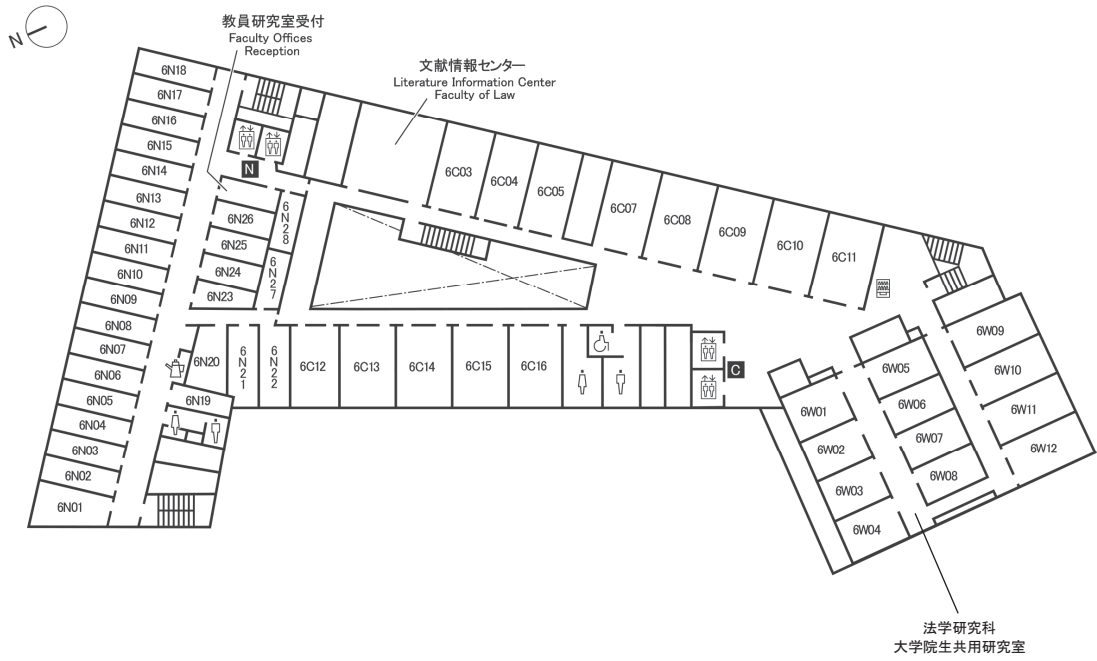 N
教員研究室受付
Faculty Offices
Reception
文献情報センター
Literature Information Center
Faculty of Law
6N18
6N17
6N16
6N15
6N14
6N13
6N12
6N11
6N10
6N09
6N08
6N07
6N06
6N05
6N04
6N03
6N02
6N01
N
6N26
6N25
6N24
6N23
6N28
6N27
6N20
6N21
6N22
6N19
6C03
6C04
6C05
6C07
6C08
6C09
6C10
6C11
6C12
6C13
6C14
6C15
6C16
C
6W01
6W02
6W03
6W04
6W05
6W06
6W07
6W08
6W09
6W10
6W11
6W12
法学研究科
大学院生共用研究室